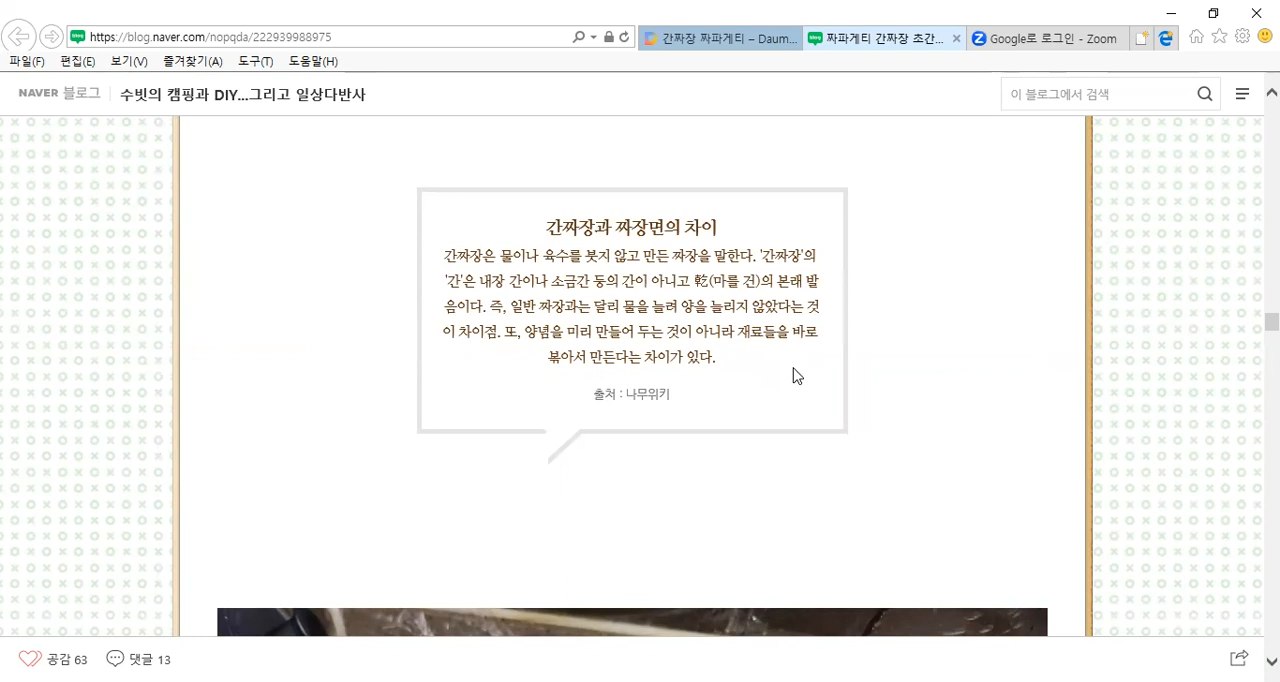 https://blog.naver.com/nopqda/222939988975
간짜장 짜파게티 – Daum...
짜파게티 간짜장 초간...
Google로 로그인 - Zoom
파일(F) 편집(E) 보기(V) 즐겨찾기(A) 도구(T) 도움말(H)
NAVER 블로그
수빗의 캠핑과 DIY...그리고 일상다반사
이 블로그에서 검색
간짜장과 짜장면의 차이
간짜장은 물이나 육수를 붓지 않고 만든 짜장을 말한다. '간짜장'의
'간'은 내장 간이나 소금간 등의 간이 아니고 乾(마를 건)의 본래 발
음이다. 즉, 일반 짜장과는 달리 물을 늘려 양을 늘리지 않았다는 것
이 차이점. 또, 양념을 미리 만들어 두는 것이 아니라 재료들을 바로
볶아서 만든다는 차이가 있다.
출처 : 나무위키
공감 63 댓글 13